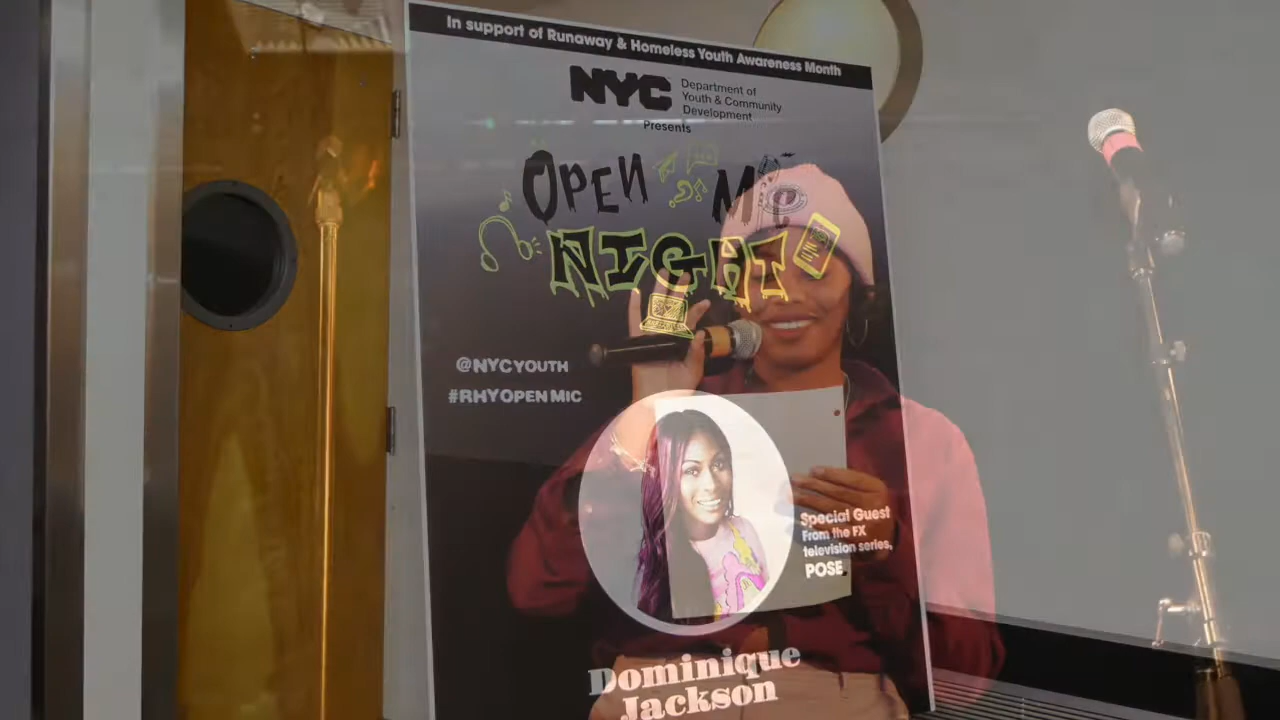 In support of Runaway & Homeless Youth Awareness Month
NYC Department of
Youth & Community
Development
Presents
OPEN MIC
NIGHT
@NYCYOUTH
#RHYOPENMIC
Special Guest
From the FX
television series,
POSE.
Dominique
Jackson